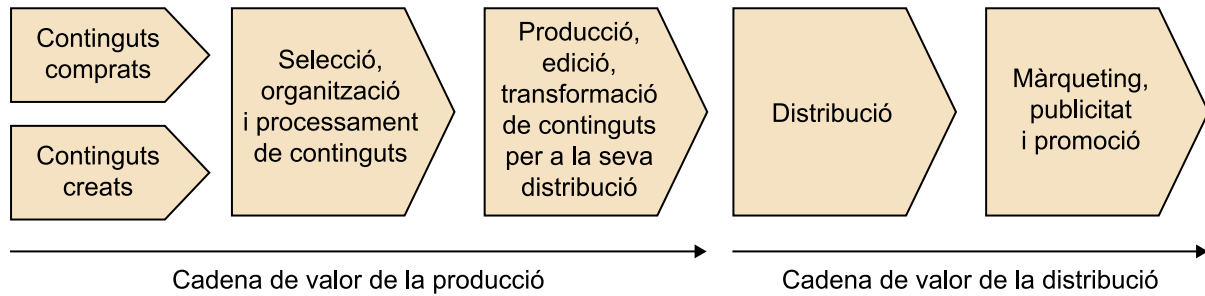 Continguts
comprats
Continguts
creats
Selecció,
organització
i processament
de continguts
Producció,
edició,
transformació
de continguts
per a la seva
distribució
Distribució
Màrqueting,
publicitat
i promoció
Cadena de valor de la producció
Cadena de valor de la distribució